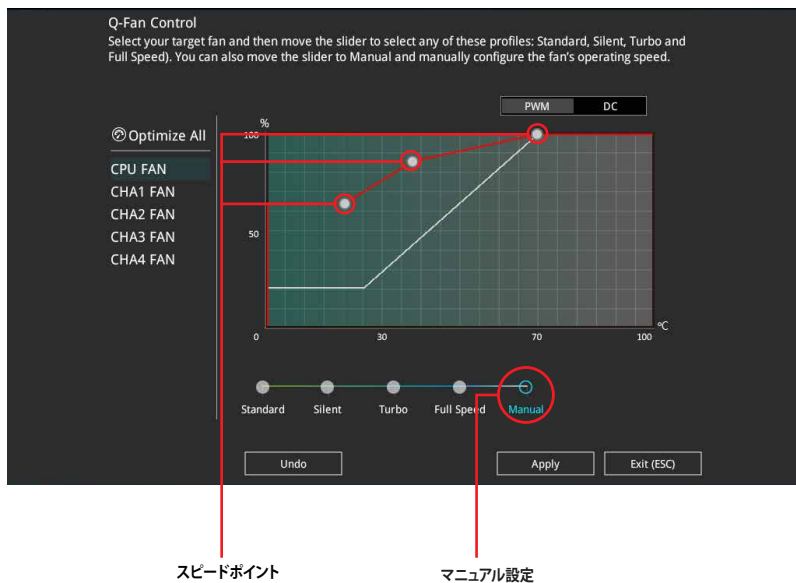 Q-Fan Control
Select your target fan and then move the slider to select any of these profiles: Standard, Silent, Turbo and
Full Speed). You can also move the slider to Manual and manually configure the fan's operating speed.
PWM DC
Optimize All
CPU FAN
CHA1 FAN
CHA2 FAN
CHA3 FAN
CHA4 FAN
%
100
50
0 30 70 100
ºC
Standard Silent Turbo Full Speed Manual
Undo Apply Exit (ESC)
スピードポイント マニュアル設定